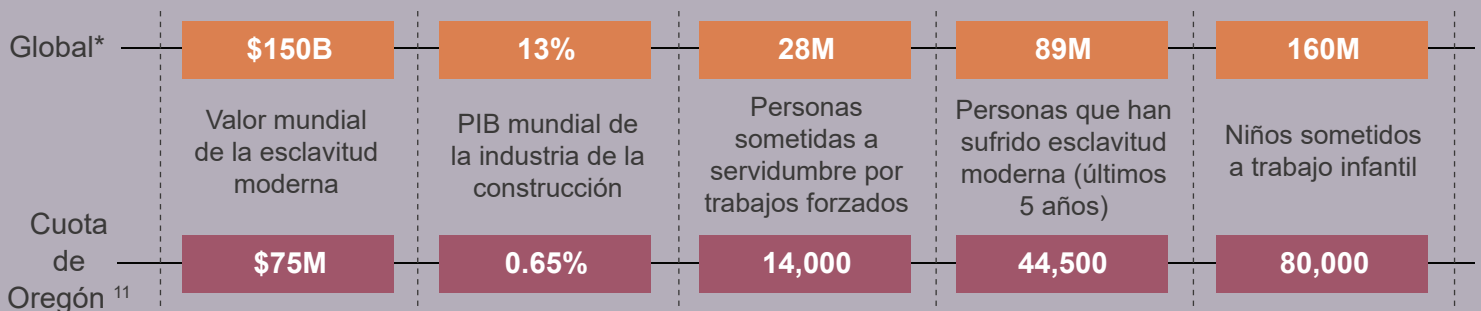 Global*
$150B
13%
28M
89M
160M
Valor mundial
de la esclavitud
moderna
PIB mundial de
la industria de la
construcción
Personas
sometidas a
servidumbre por
trabajos forzados
Personas que han
sufrido esclavitud
moderna (últimos
5 años)
Niños sometidos
a trabajo infantil
Cuota
de
Oregón 11
$75M
0.65%
14,000
44,500
80,000